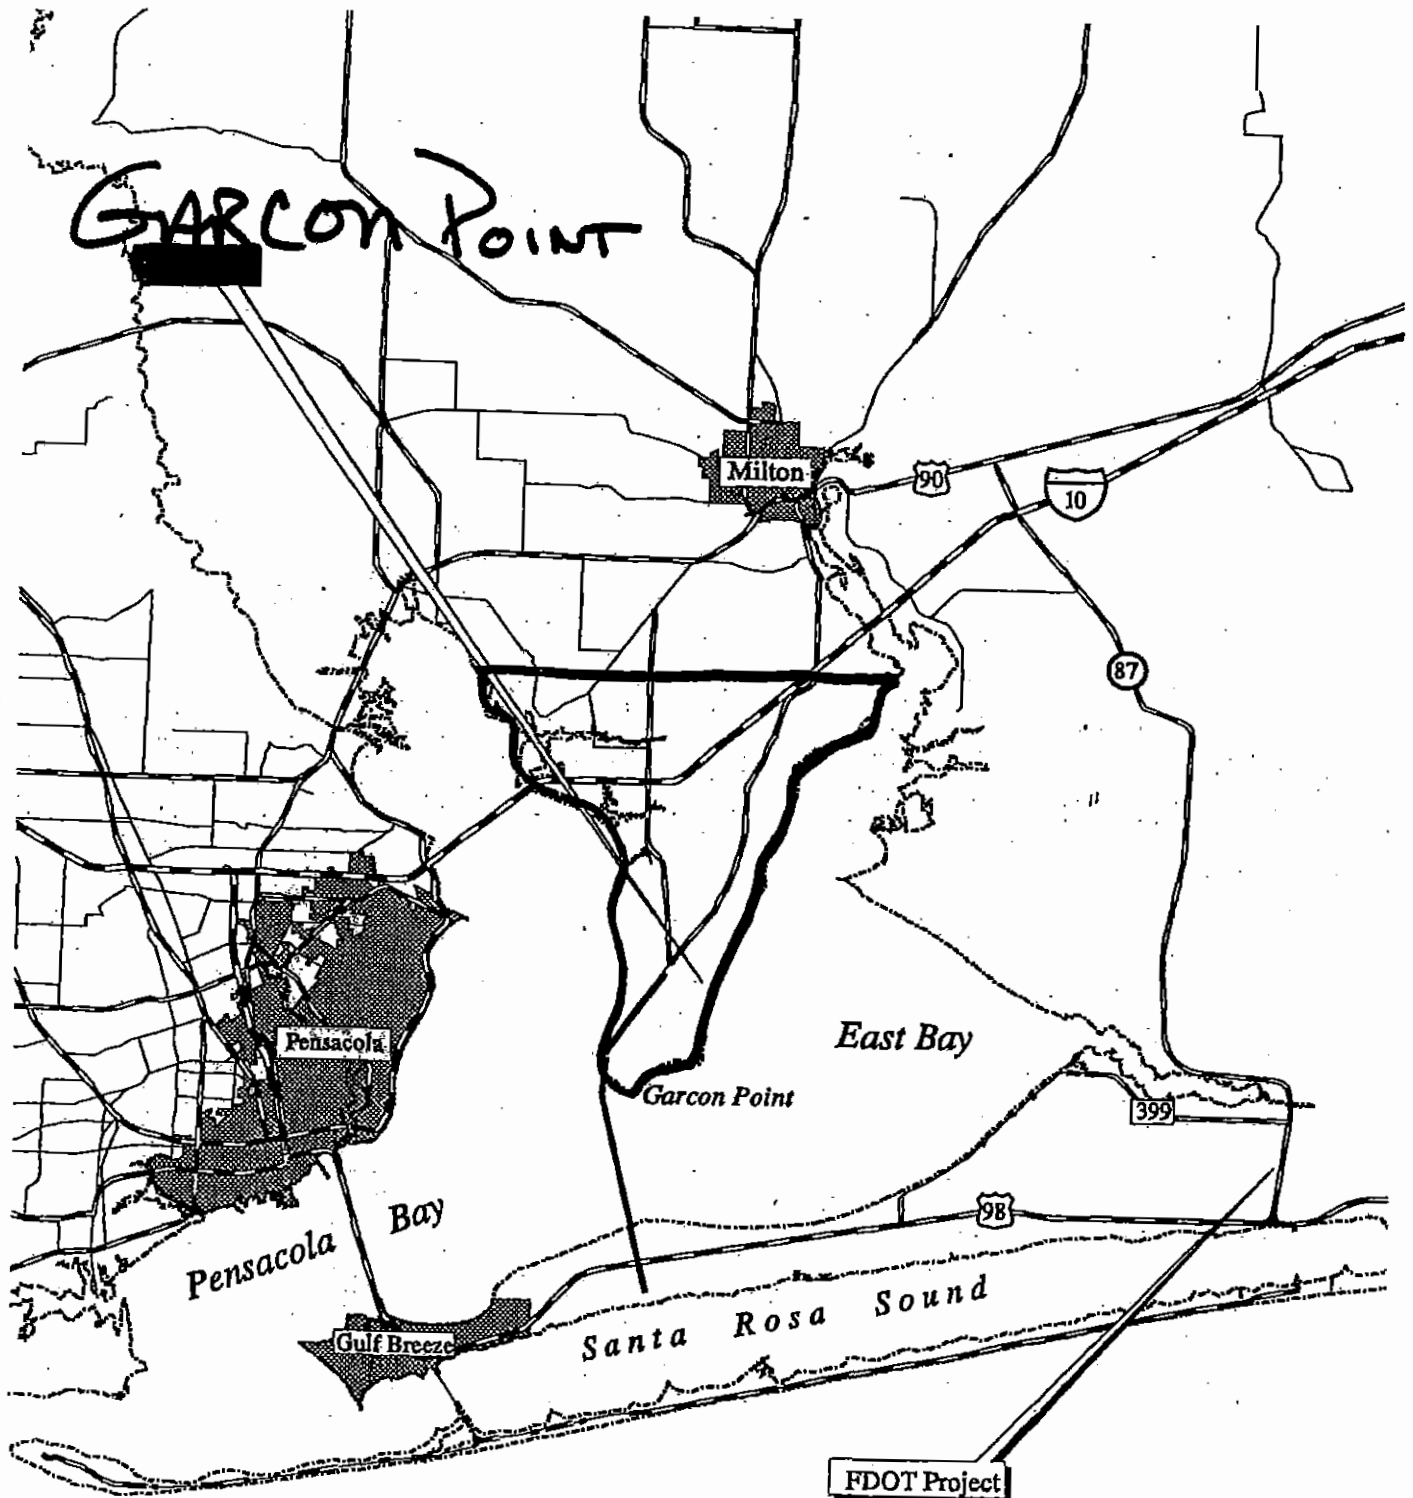 GARCON POINT
Milton
90
10
87
Pensacola
East Bay
Garcon Point
399
Pensacola Bay
98
Santa Rosa Sound
Gulf Breeze
FDOT Project